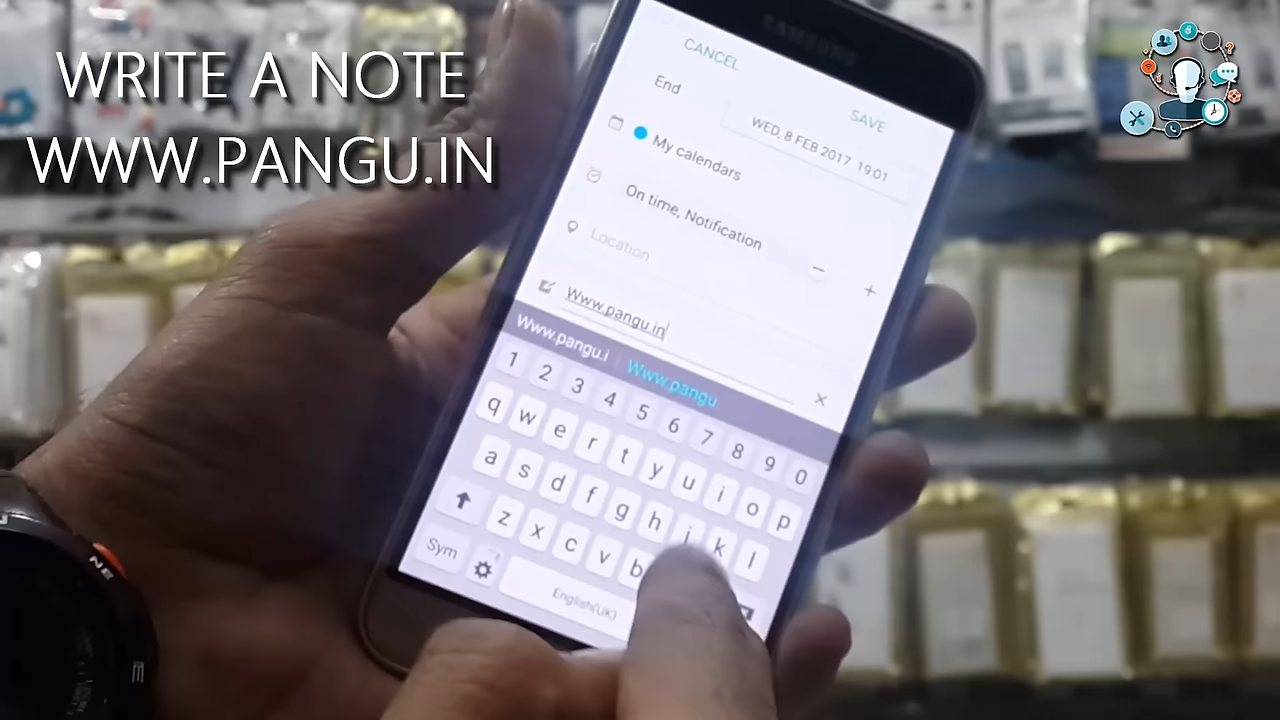 WRITE A NOTE
WWW.PANGU.IN
SAMSUNG
CANCEL
SAVE
End
WED, 8 FEB 2017 19:01
My calendars
On time, Notification
Location
Www.pangu.in
Www.pangu.i Www.pangu
1 2 3 4 5 6 7 8 9 0
q w e r t y u i o p
a s d f g h j k l
z x c v b
Sym English(UK)
NE